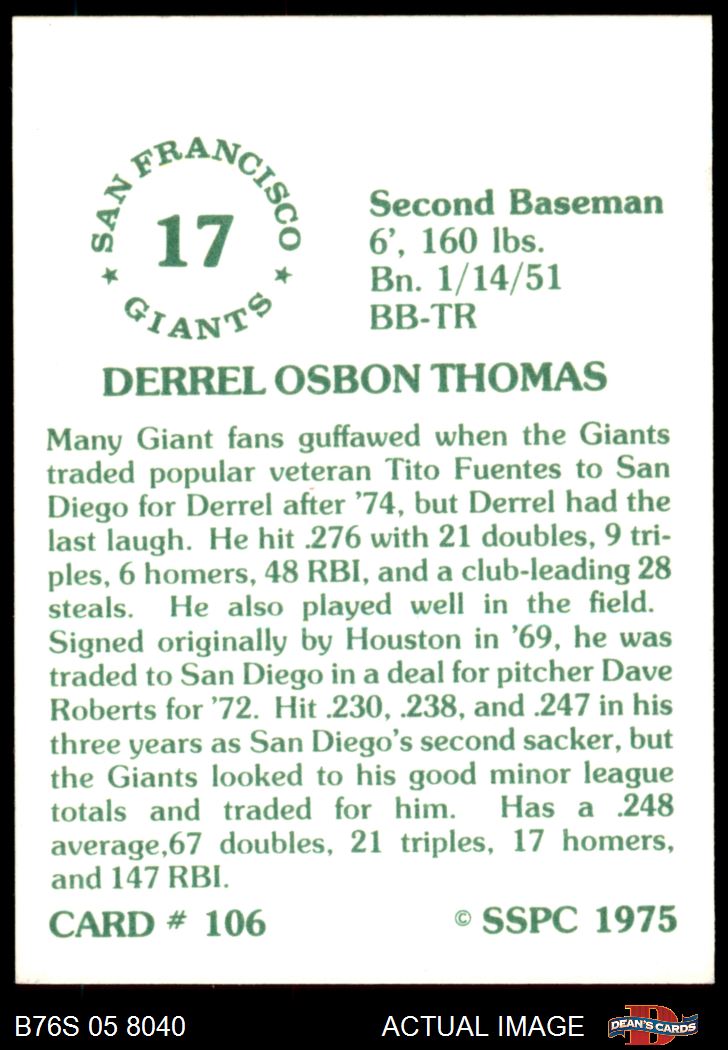 SAN FRANCISCO
17
★ GIANTS ★
Second Baseman
6', 160 lbs.
Bn. 1/14/51
BB-TR
DERREL OSBON THOMAS
Many Giant fans guffawed when the Giants
traded popular veteran Tito Fuentes to San
Diego for Derrel after '74, but Derrel had the
last laugh. He hit .276 with 21 doubles, 9 tri-
ples, 6 homers, 48 RBI, and a club-leading 28
steals. He also played well in the field.
Signed originally by Houston in '69, he was
traded to San Diego in a deal for pitcher Dave
Roberts for '72. Hit .230, .238, and .247 in his
three years as San Diego's second sacker, but
the Giants looked to his good minor league
totals and traded for him. Has a .248
average,67 doubles, 21 triples, 17 homers,
and 147 RBI.
CARD # 106
© SSPC 1975
B76S 05 8040
ACTUAL IMAGE
D
DEAN'S CARDS